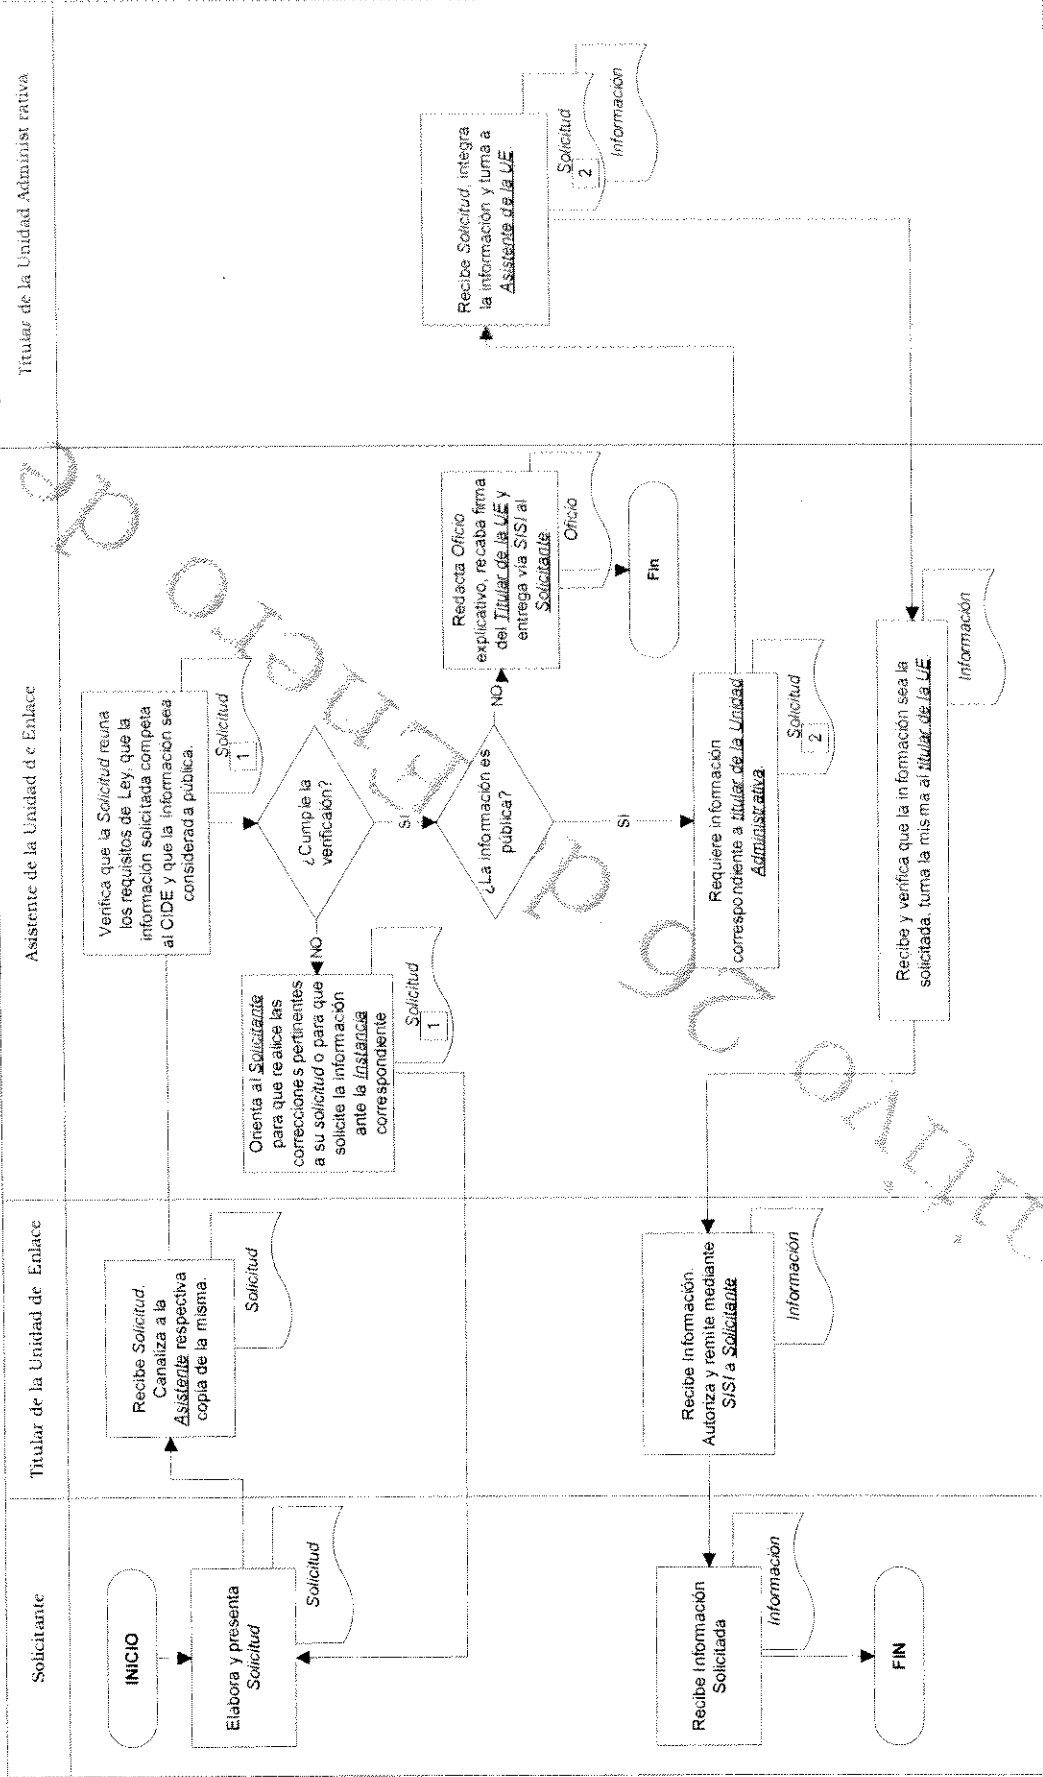 Solicitante
Titular de la Unidad de Enlace
Asistente de la Unidad de Enlace
Titular de la Unidad Administrativa
INICIO
Elabora y presenta
Solicitud
Solicitud
Recibe Solicitud.
Canaliza a la
Asistente respectiva
copia de la misma.
Solicitud
Verifica que la Solicitud reuna
los requisitos de Ley, que la
información solicitada competa
al CIDE y que la información sea
considerada pública.
Solicitud
1
¿Cumple la
verificaión?
NO
SI
Orienta al Solicitante
para que realice las
correcciones pertinentes
a su solicitud o para que
solicite la información
ante la Instancia
correspondiente
Solicitud
1
¿La información es
pública?
NO
SI
Redacta Oficio
explicativo, recaba firma
del Titular de la UE y
entrega vía SISI al
Solicitante.
Oficio
Fin
Requiere información
correspondiente a titular de la Unidad
Administrativa.
Solicitud
2
Recibe Solicitud, integra
la información y turna a
Asistente de la UE.
Solicitud
2
Información
Recibe y verifica que la información sea la
solicitada, turna la misma al titular de la UE.
Información
Recibe Información.
Autoriza y remite mediante
SISI a Solicitante
Información
Recibe Información
Solicitada
Información
FIN
20 de Enero de